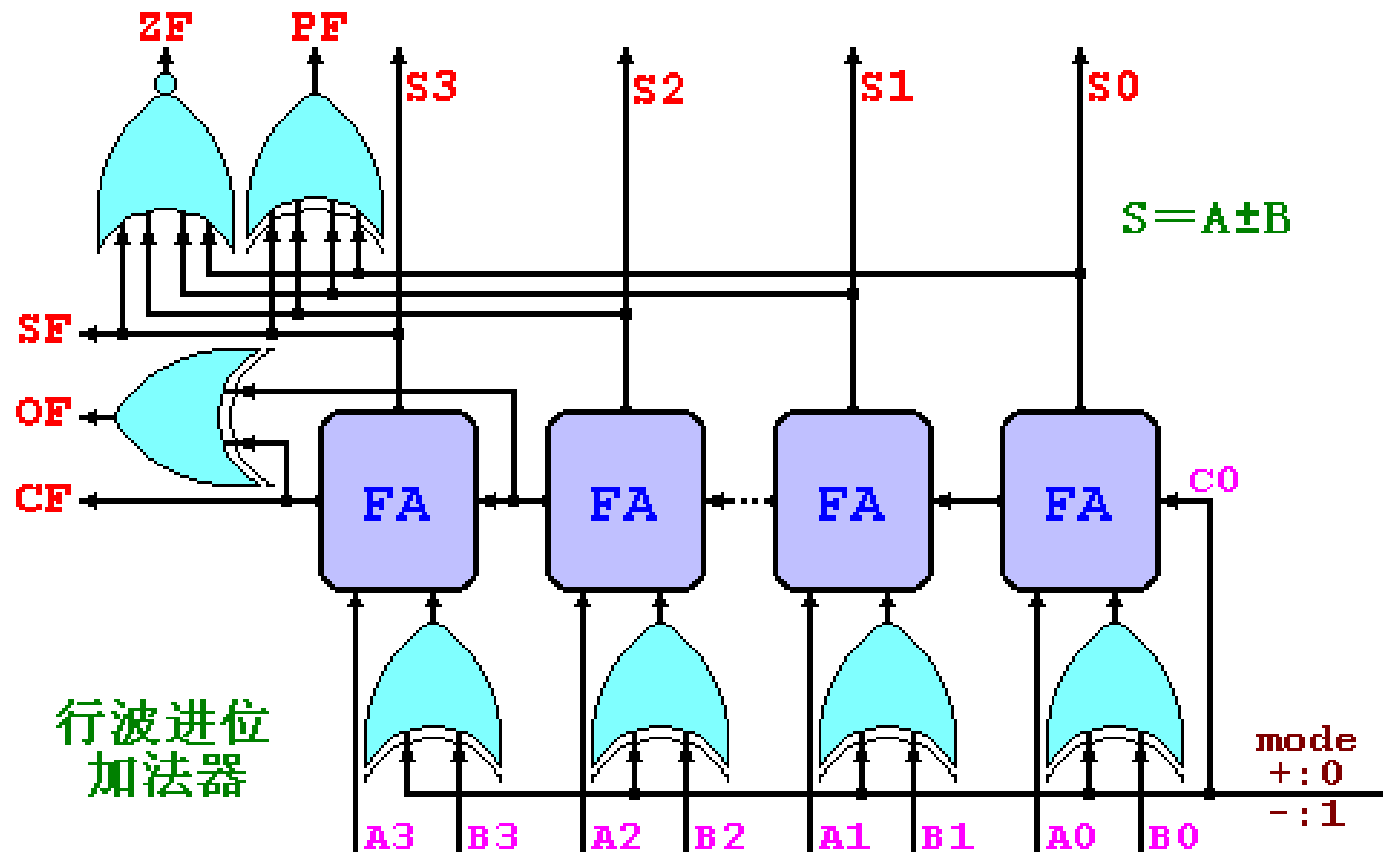 ZF
PF
S3
S2
S1
S0
S＝A±B
SF
OF
CF
FA
FA
FA
FA
C0
行波进位
加法器
mode
+:0
-:1
A3
B3
A2
B2
A1
B1
A0
B0